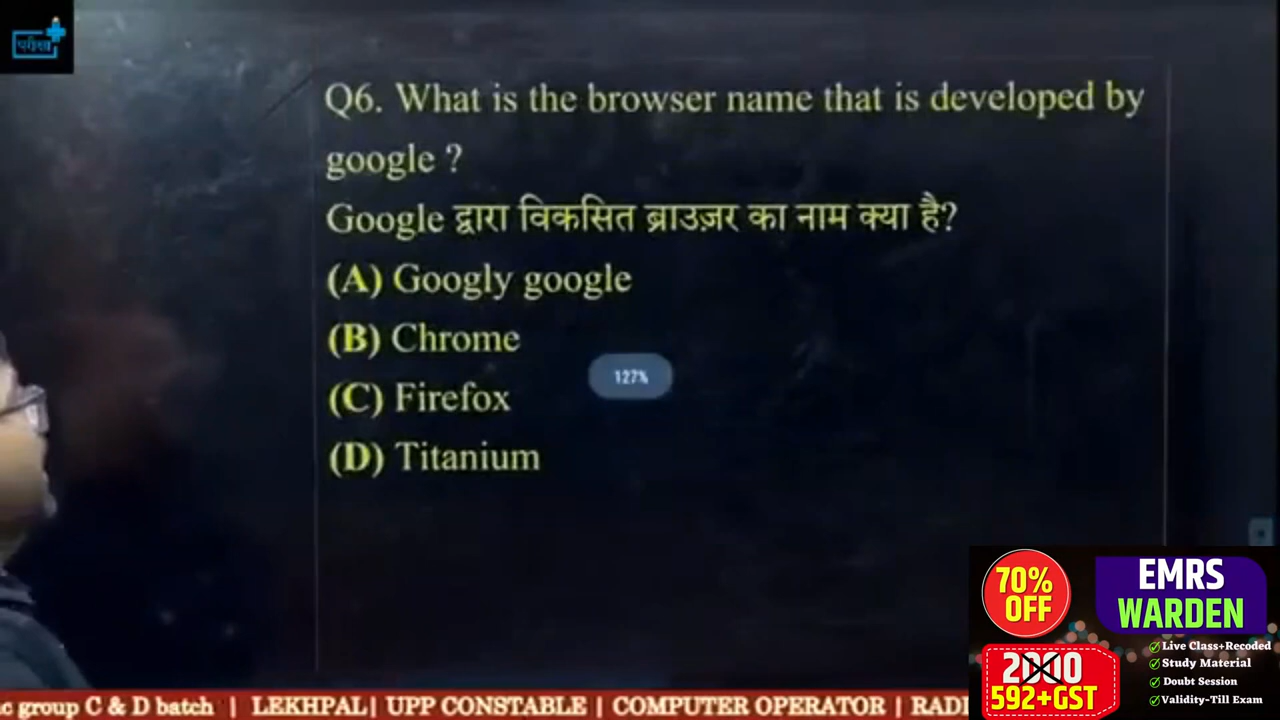 परीक्षा
Q6. What is the browser name that is developed by
google ?
Google द्वारा विकसित ब्राउज़र का नाम क्या है?
(A) Googly google
(B) Chrome
127%
(C) Firefox
(D) Titanium
70%
OFF
EMRS
WARDEN
2000
592+GST
Live Class+Recoded
Study Material
Doubt Session
Validity-Till Exam
group C & D batch | LEKHPAL | UPP CONSTABLE | COMPUTER OPERATOR |